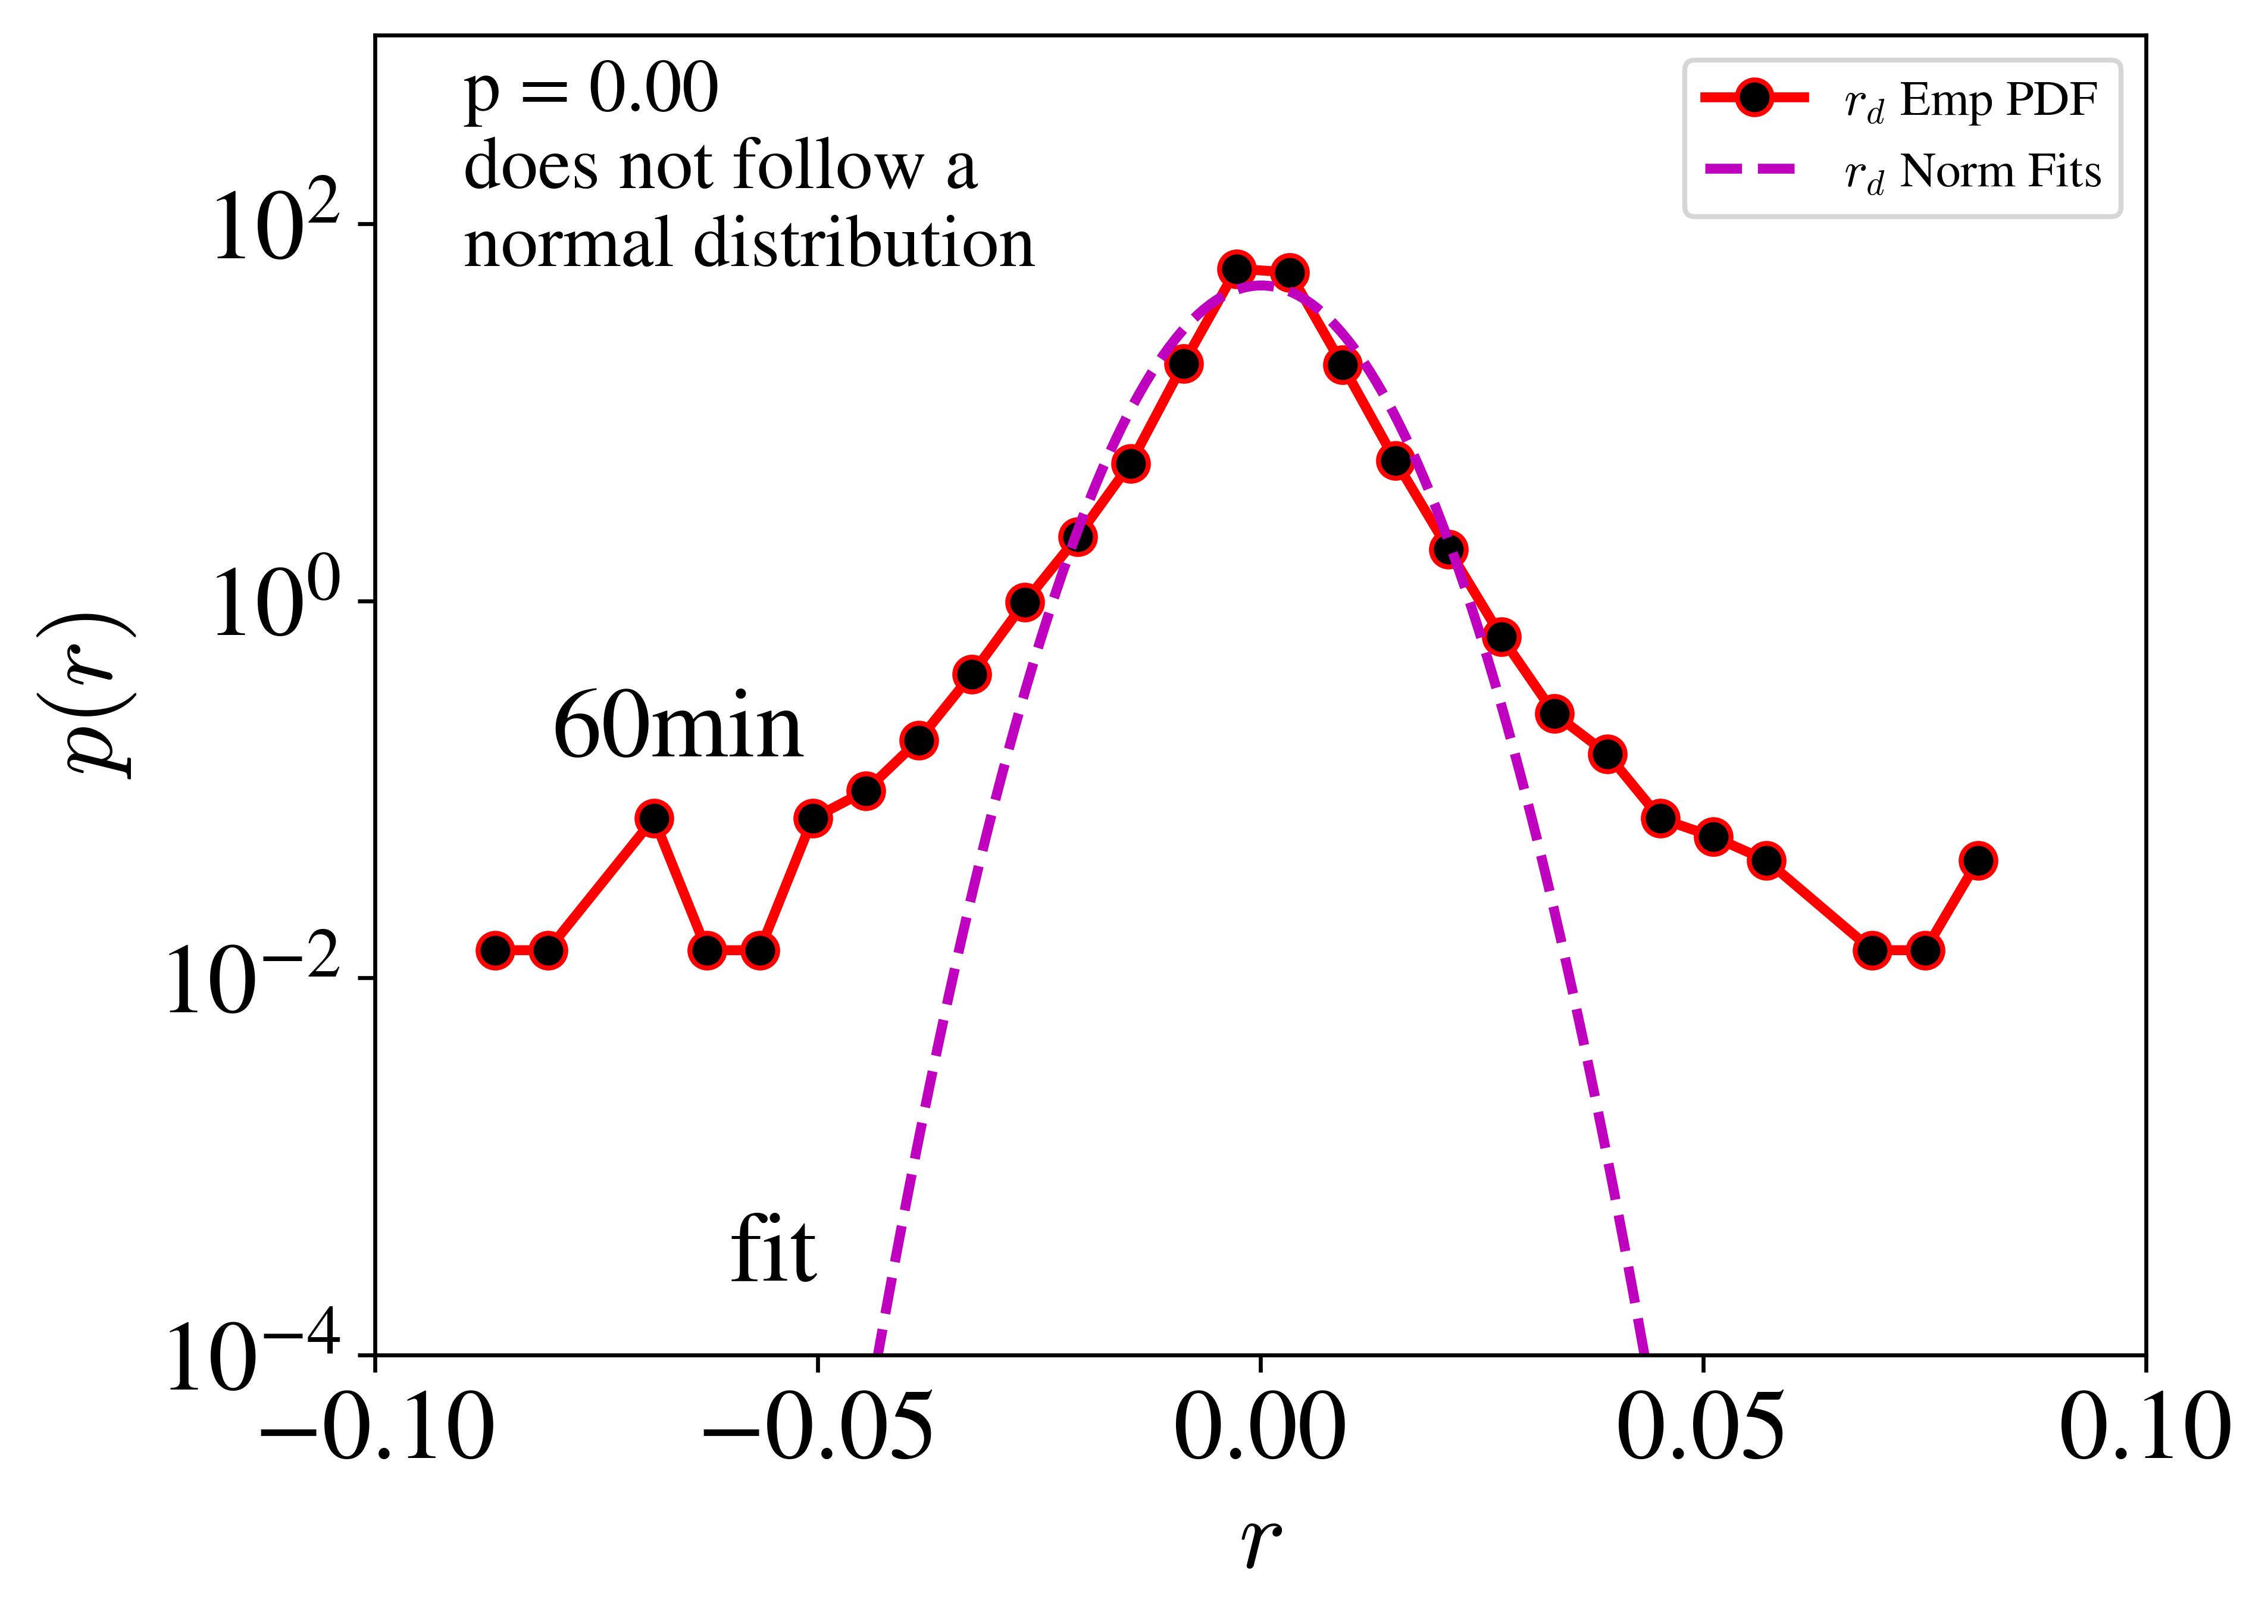 p = 0.00
does not follow a
normal distribution
r_d Emp PDF
r_d Norm Fits
10^2
10^0
10^−2
10^−4
p(r)
60min
fit
−0.10 −0.05 0.00 0.05 0.10
r